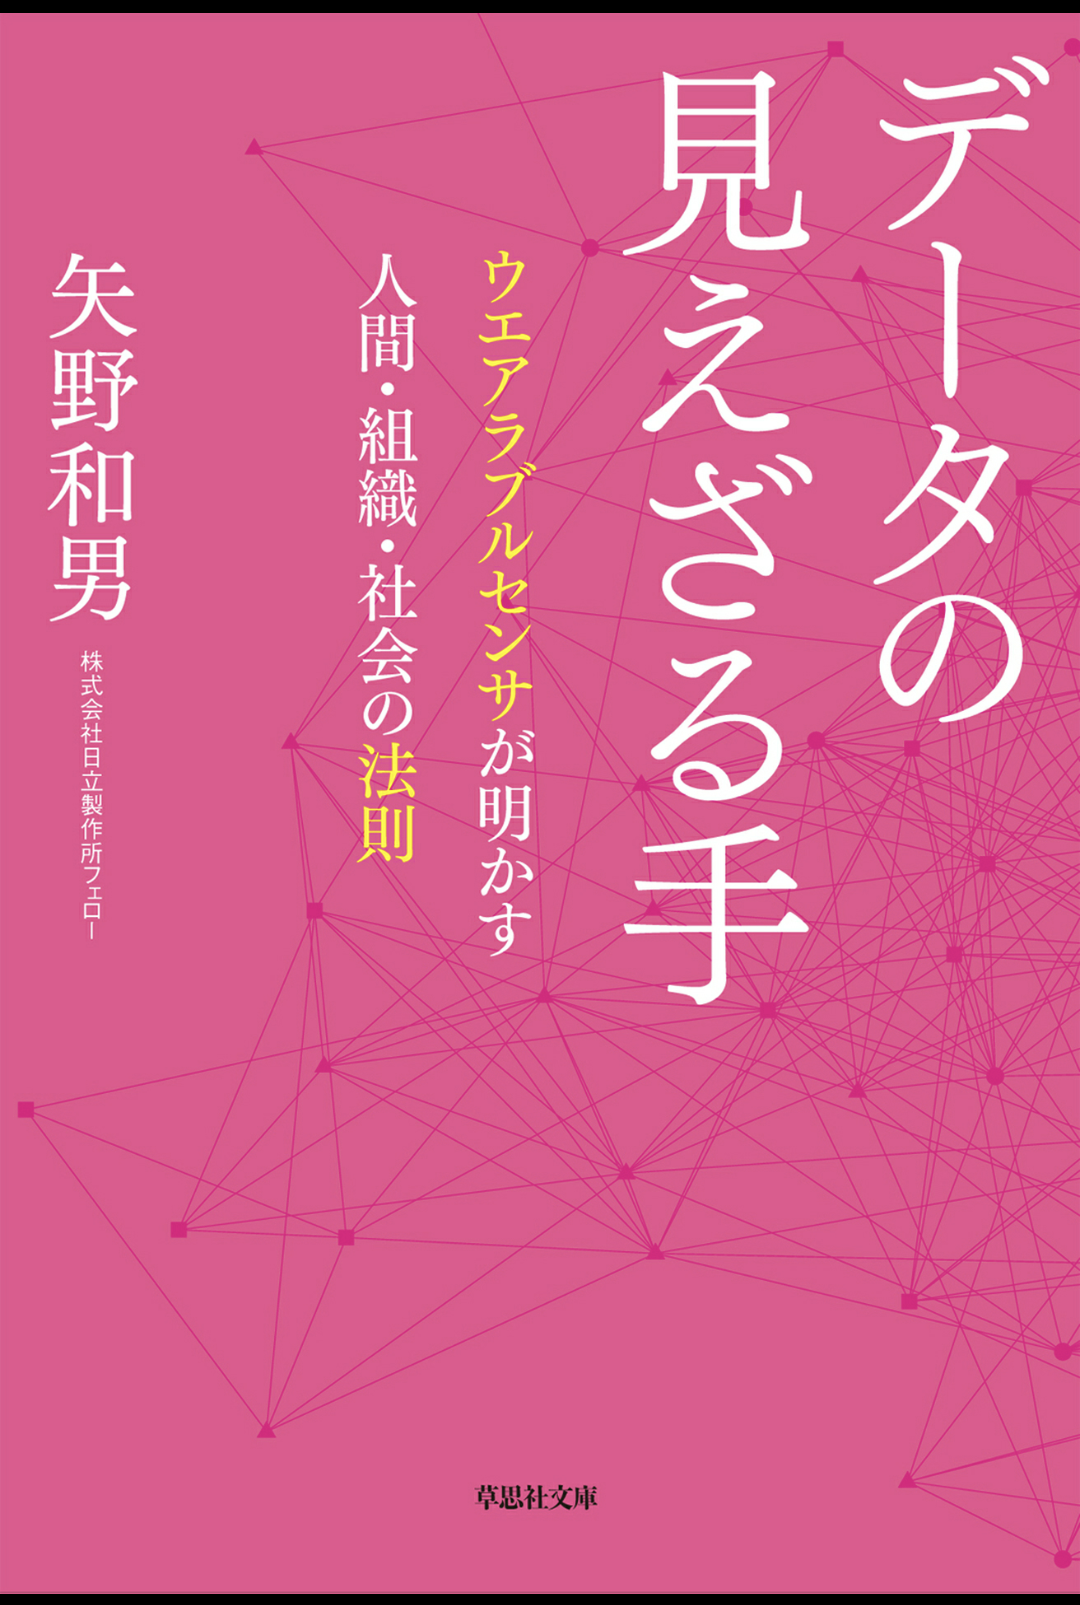 データの
見えざる手
ウエアラブルセンサが明かす
人間・組織・社会の法則
矢野和男
株式会社日立製作所フェロー
草思社文庫